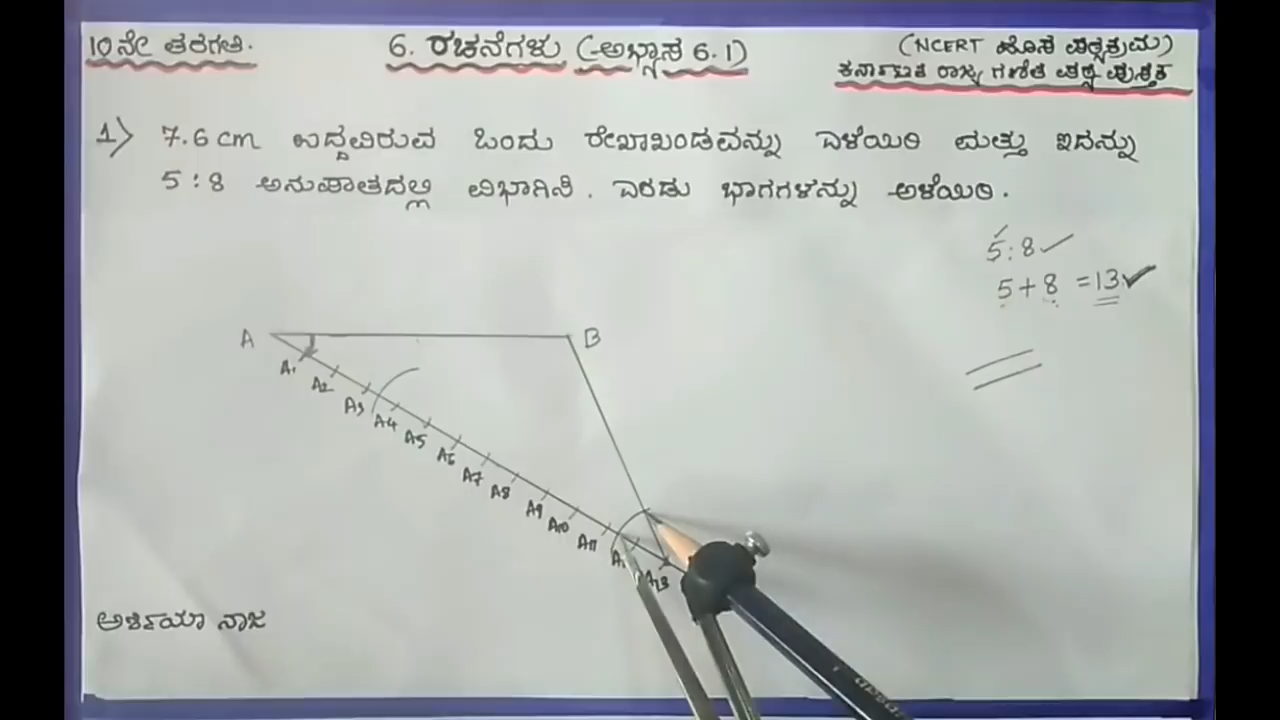 10ನೇ ತರಗತಿ.
6. ರಚನೆಗಳು (ಅಭ್ಯಾಸ 6.1)
(NCERT ಹೊಸ ಪಠ್ಯಕ್ರಮ)
ಕರ್ನಾಟಕ ರಾಜ್ಯ ಗಣಿತ ಪಠ್ಯ ಪುಸ್ತಕ
1) 7.6 cm ಉದ್ದವಿರುವ ಒಂದು ರೇಖಾಖಂಡವನ್ನು ಎಳೆಯಿರಿ ಮತ್ತು ಇದನ್ನು
5:8 ಅನುಪಾತದಲ್ಲಿ ವಿಭಾಗಿಸಿ. ಎರಡು ಭಾಗಗಳನ್ನು ಅಳೆಯಿರಿ.
5:8
5+8 =13
A
B
A1
A2
A3
A4
A5
A6
A7
A8
A9
A10
A11
A13
ಅರ್ಶಿಯಾ ನಾಜ